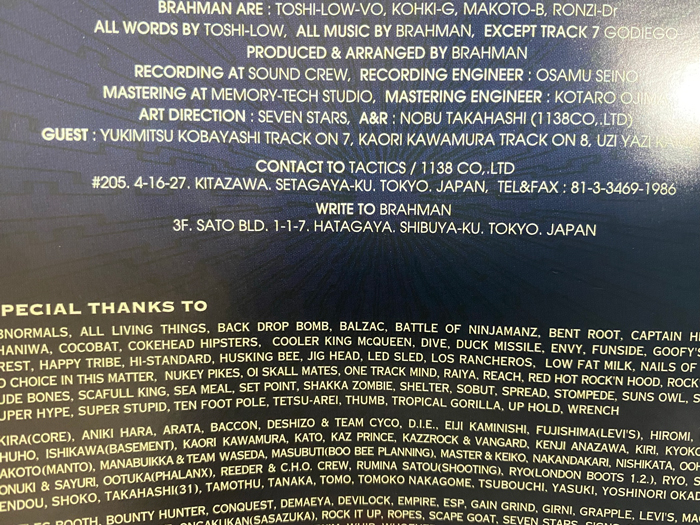 BRAHMAN ARE : TOSHI-LOW-VO, KOHKI-G, MAKOTO-B, RONZI-Dr
ALL WORDS BY TOSHI-LOW, ALL MUSIC BY BRAHMAN, EXCEPT TRACK 7 GODIEGO
PRODUCED & ARRANGED BY BRAHMAN
RECORDING AT SOUND CREW, RECORDING ENGINEER : OSAMU SEINO
MASTERING AT MEMORY-TECH STUDIO, MASTERING ENGINEER : KOTARO
ART DIRECTION : SEVEN STARS, A&R : NOBU TAKAHASHI (1138CO,.LTD)
GUEST : YUKIMITSU KOBAYASHI TRACK ON 7, KAORI KAWAMURA TRACK ON 8, UZI YAZI
CONTACT TO TACTICS / 1138 CO,.LTD
#205. 4-16-27. KITAZAWA. SETAGAYA-KU. TOKYO. JAPAN, TEL&FAX : 81-3-3469-1986
WRITE TO BRAHMAN
3F. SATO BLD. 1-1-7. HATAGAYA. SHIBUYA-KU. TOKYO. JAPAN
PECIAL THANKS TO
BNORMALS, ALL LIVING THINGS, BACK DROP BOMB, BALZAC, BATTLE OF NINJAMANZ, BENT ROOT, CAPTAIN
HANIWA, COCOBAT, COKEHEAD HIPSTERS, COOLER KING McQUEEN, DIVE, DUCK MISSILE, ENVY, FUNSIDE, GOOFY'
REST, HAPPY TRIBE, HI-STANDARD, HUSKING BEE, JIG HEAD, LED SLED, LOS RANCHEROS, LOW FAT MILK, NAILS OF
O CHOICE IN THIS MATTER, NUKEY PIKES, OI SKALL MATES, ONE TRACK MIND, RAIYA, REACH, RED HOT ROCK'N HOOD, ROCK
UDE BONES, SCAFULL KING, SEA MEAL, SET POINT, SHAKKA ZOMBIE, SHELTER, SOBUT, SPREAD, STOMPEDE, SUNS OWL, S
UPER HYPE, SUPER STUPID, TEN FOOT POLE, TETSU-AREI, THUMB, TROPICAL GORILLA, UP HOLD, WRENCH
KIRA(CORE), ANIKI HARA, ARATA, BACCON, DESHIZO & TEAM CYCO, D.I.E., EIJI KAMINISHI, FUJISHIMA(LEVI'S), HIROMI,
HUHO, ISHIKAWA(BASEMENT), KAORI KAWAMURA, KATO, KAZ PRINCE, KAZZROCK & VANGARD, KENJI ANAZAWA, KIRI, KYOK
AKOTO(MANTO), MANABUIKKA & TEAM WASEDA, MASUBUTI(BOO BEE PLANNING), MASTER & KEIKO, NAKANDAKARI, NISHIKATA, OO
ONUKI & SAYURI, OOTUKA(PHALANX), REEDER & C.H.O. CREW, RUMINA SATOU(SHOOTING), RYO(LONDON BOOTS 1.2.), RYO, S
ENDOU, SHOKO, TAKAHASHI(31), TAMOTHU, TANAKA, TOMO, TOMOKO NAKAGOME, TSUBOUCHI, YASUKI, YOSHINORI OKA
BOOTH, BOUNTY HUNTER, CONQUEST, DEMAEYA, DEVILOCK, EMPIRE, ESP, GAIN GRIND, GIRNI, GRAPPLE, LEVI'S, M
ONGAKUKAN(SASAZUKA), ROCK IT UP, ROPES, SCAPE GOAT, SEVEN STARS,